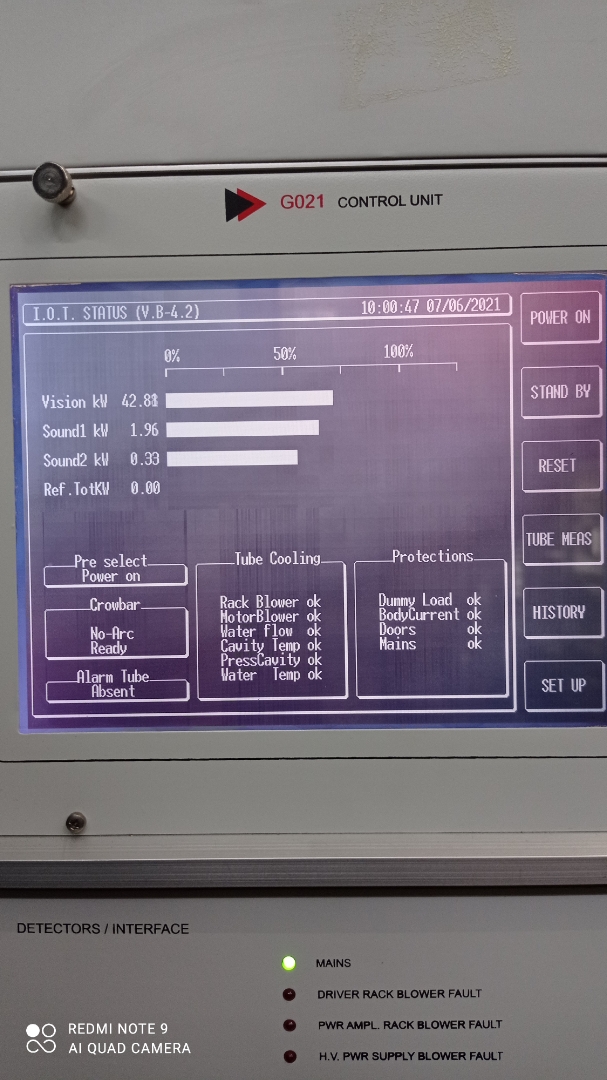 G021 CONTROL UNIT
I.O.T. STATUS (V.B-4.2) 10:00:47 07/06/2021
POWER ON
0% 50% 100%
Vision kW 42.88
STAND BY
Sound1 kW 1.96
Sound2 kW 0.33
RESET
Ref.TotKW 0.00
TUBE MEAS
Pre select
Power on
Crowbar
No-Arc
Ready
Alarm Tube
Absent
Tube Cooling
Rack Blower ok
MotorBlower ok
Water flow ok
Cavity Temp ok
PressCavity ok
Water Temp ok
Protections
Dummy Load ok
BodyCurrent ok
Doors ok
Mains ok
HISTORY
SET UP
DETECTORS / INTERFACE
MAINS
DRIVER RACK BLOWER FAULT
PWR AMPL. RACK BLOWER FAULT
H.V. PWR SUPPLY BLOWER FAULT
REDMI NOTE 9
AI QUAD CAMERA